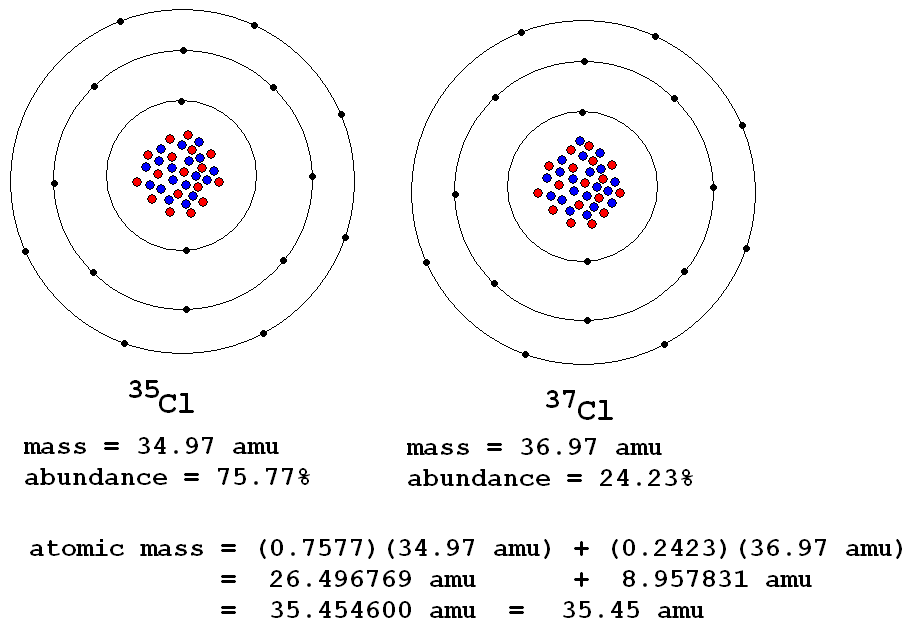 35Cl
mass = 34.97 amu
abundance = 75.77%
37Cl
mass = 36.97 amu
abundance = 24.23%
atomic mass = (0.7577)(34.97 amu) + (0.2423)(36.97 amu)
= 26.496769 amu + 8.957831 amu
= 35.454600 amu = 35.45 amu